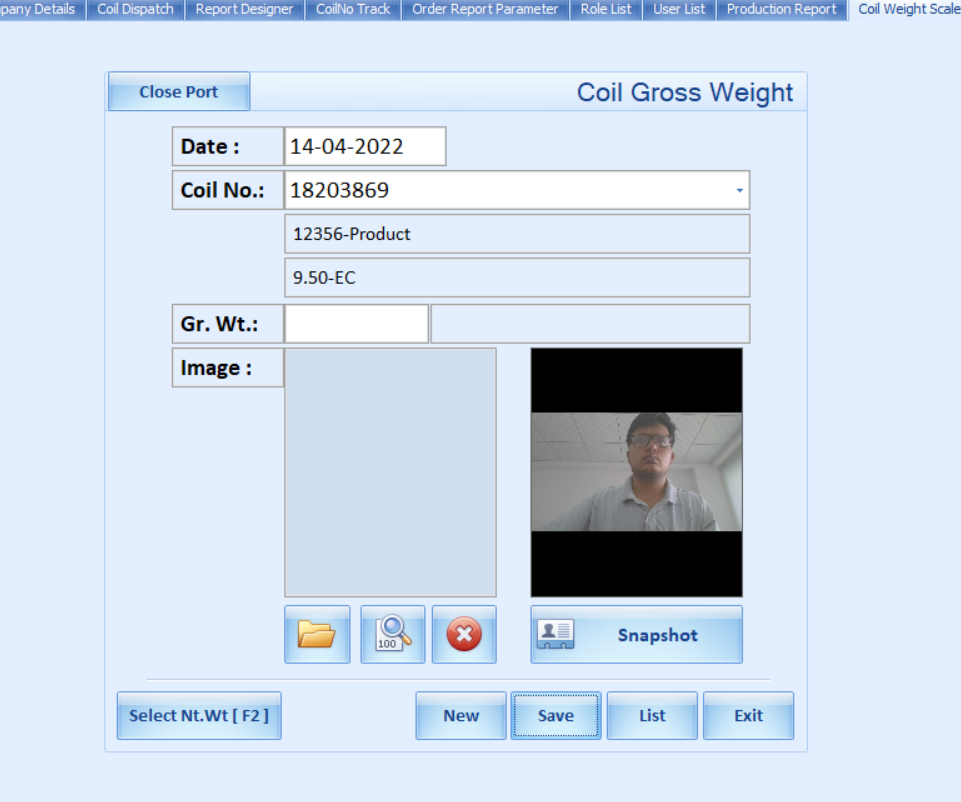 pany Details Coil Dispatch Report Designer CoilNo Track Order Report Parameter Role List User List Production Report Coil Weight Scale
Close Port Coil Gross Weight
Date : 14-04-2022
Coil No.: 18203869
12356-Product
9.50-EC
Gr. Wt.:
Image :
100 Snapshot
Select Nt.Wt [ F2 ] New Save List Exit